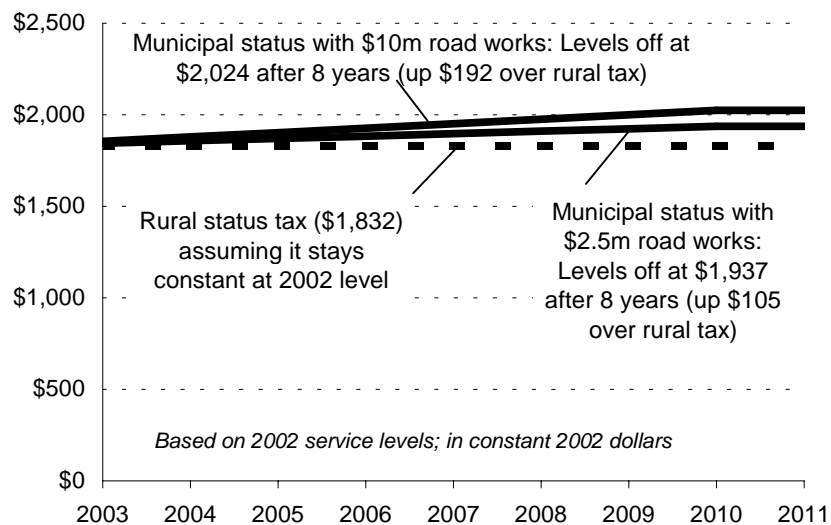 $2,500
Municipal status with $10m road works: Levels off at
$2,024 after 8 years (up $192 over rural tax)
$2,000
$1,500
Rural status tax ($1,832)
assuming it stays
constant at 2002 level
Municipal status with
$2.5m road works:
Levels off at $1,937
after 8 years (up $105
over rural tax)
$1,000
$500
Based on 2002 service levels; in constant 2002 dollars
$0
2003 2004 2005 2006 2007 2008 2009 2010 2011